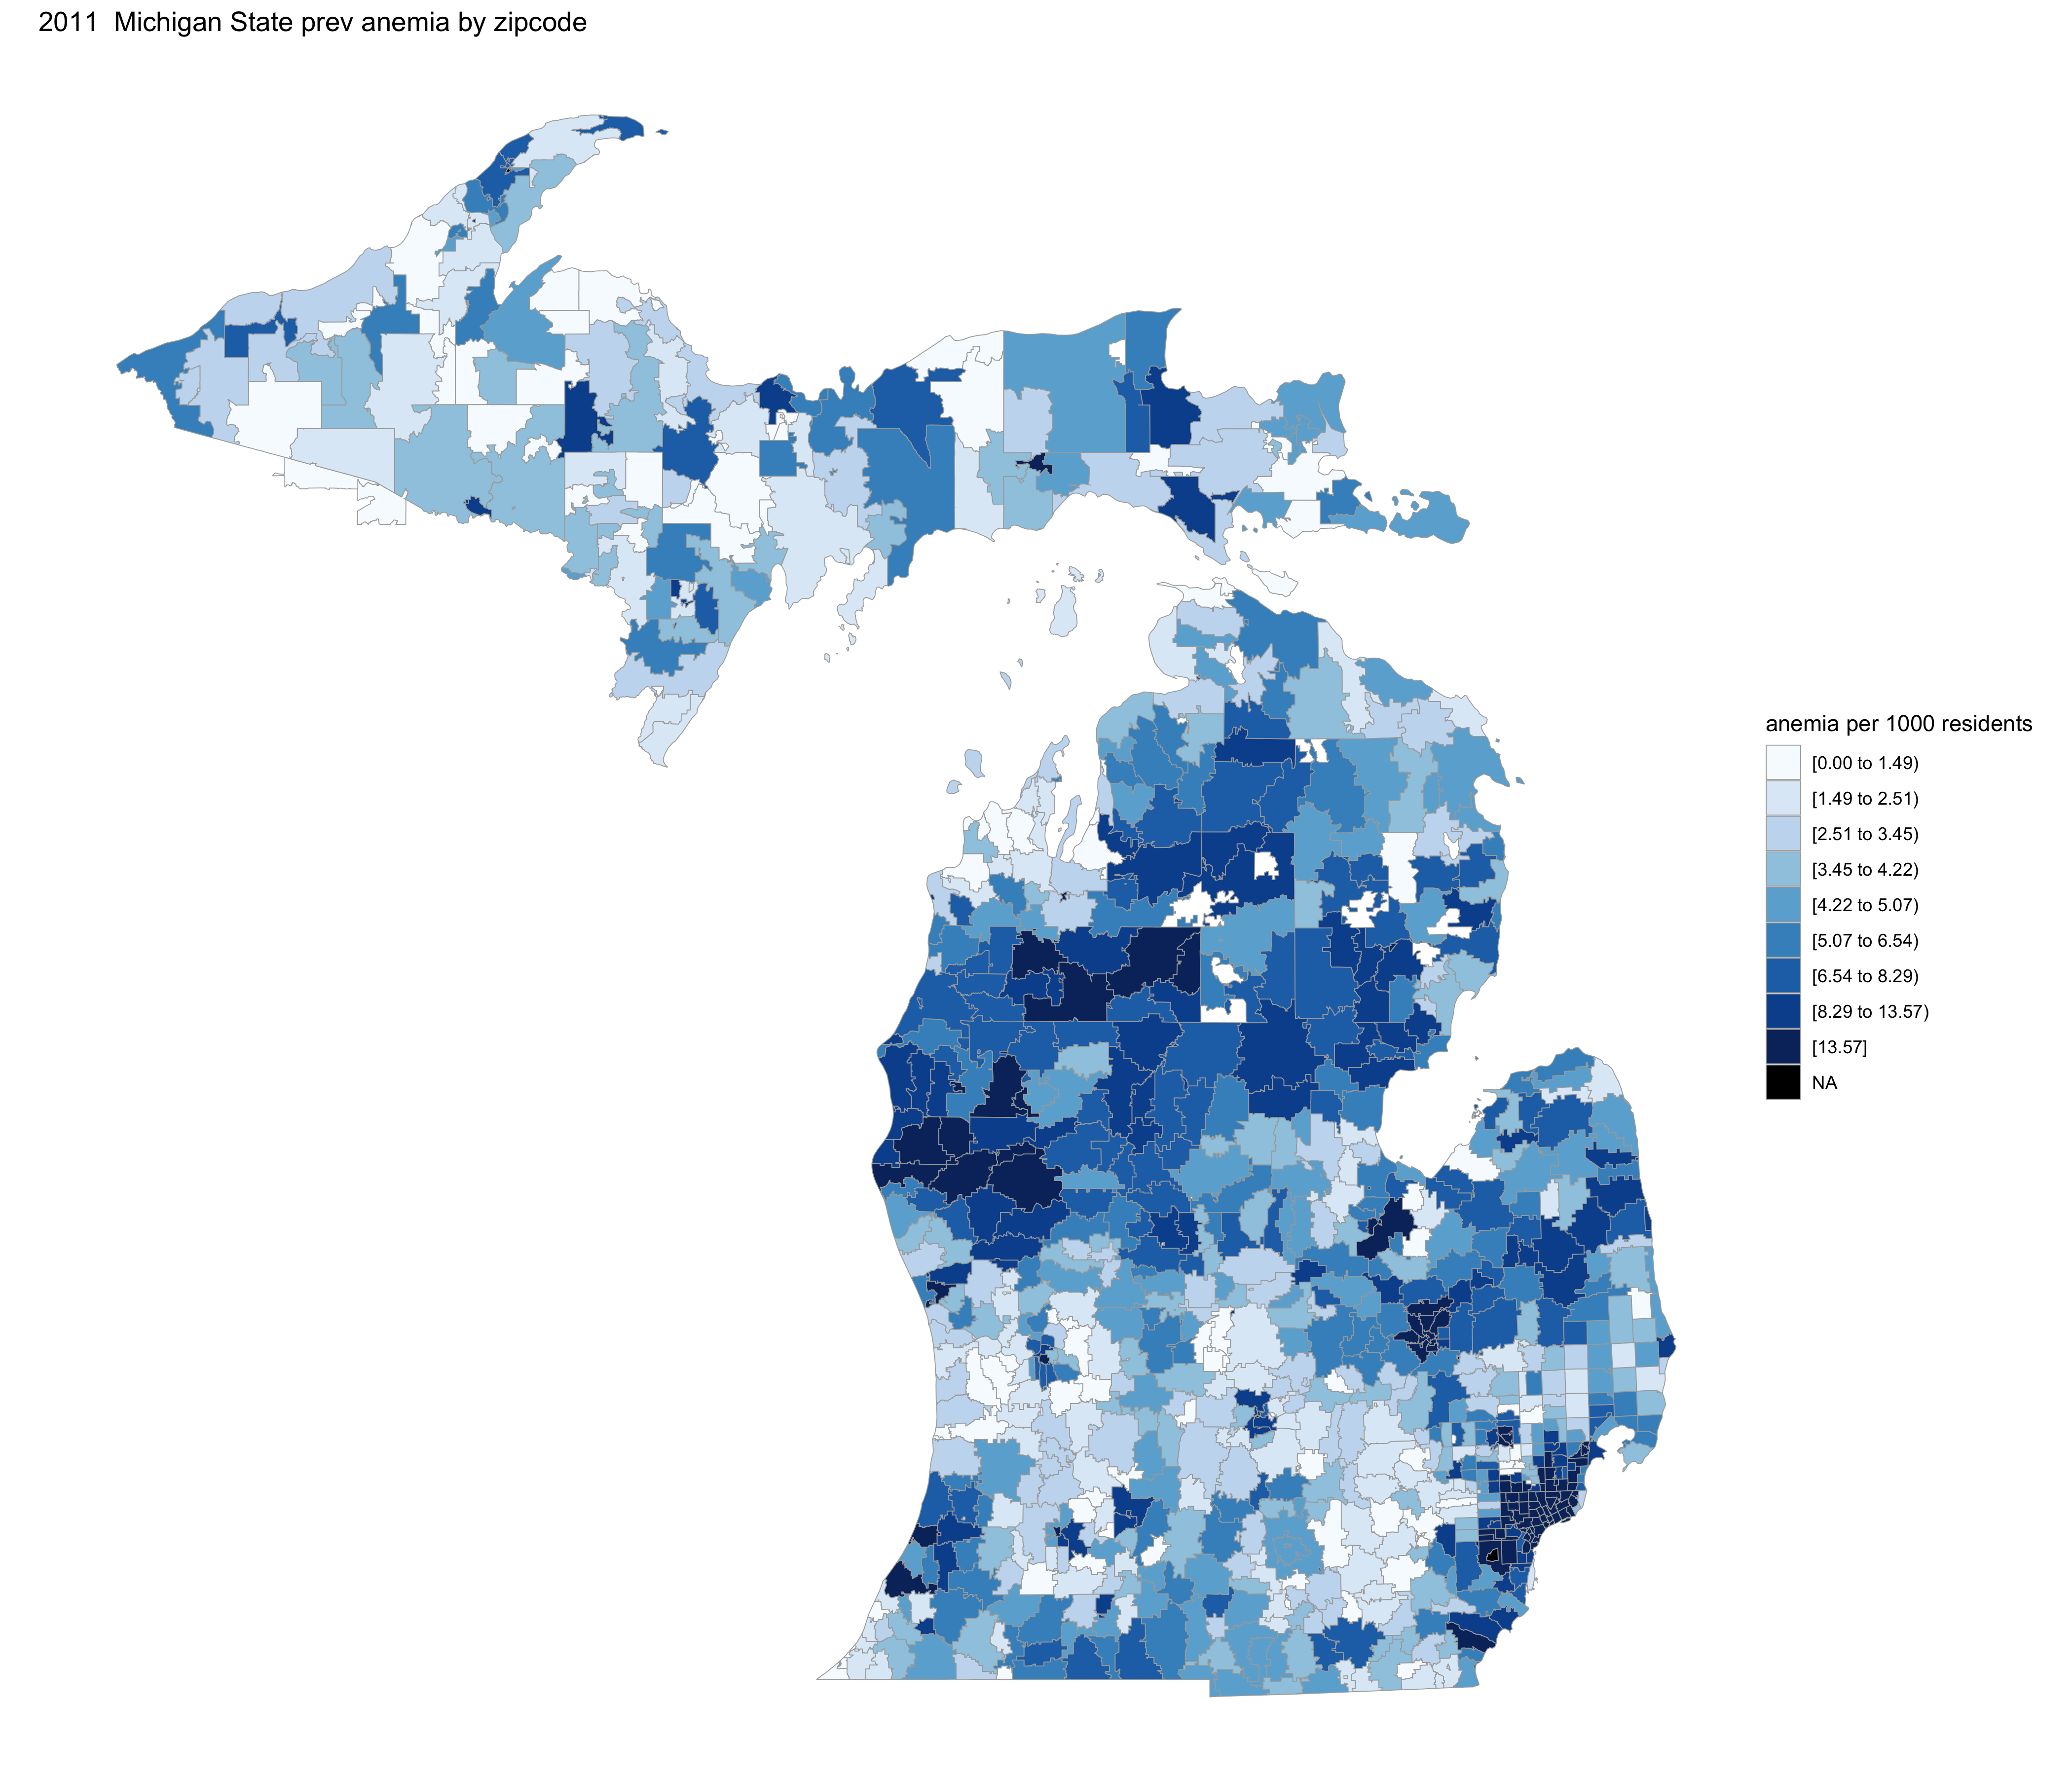 2011  Michigan State prev anemia by zipcode
anemia per 1000 residents
[0.00 to 1.49)
[1.49 to 2.51)
[2.51 to 3.45)
[3.45 to 4.22)
[4.22 to 5.07)
[5.07 to 6.54)
[6.54 to 8.29)
[8.29 to 13.57)
[13.57]
NA